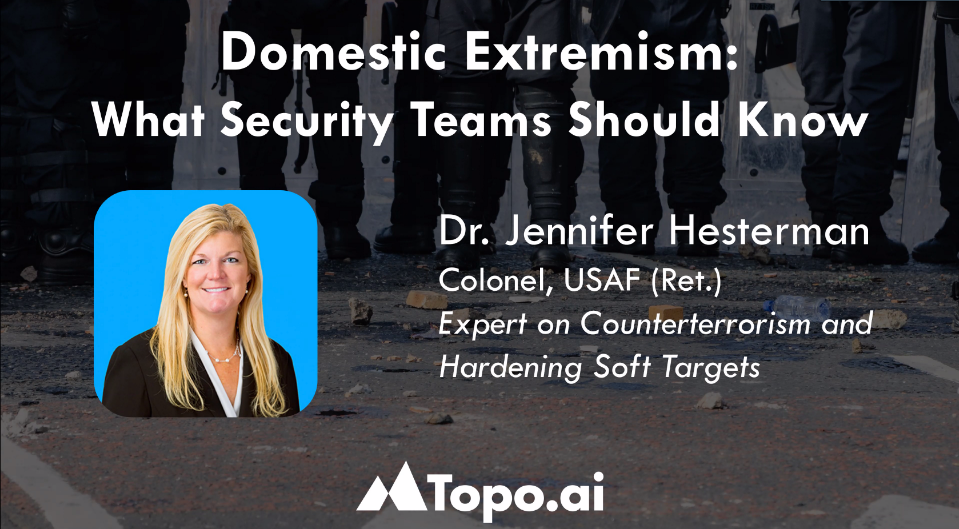 Domestic Extremism:
What Security Teams Should Know
Dr. Jennifer Hesterman
Colonel, USAF (Ret.)
Expert on Counterterrorism and
Hardening Soft Targets
Topo.ai